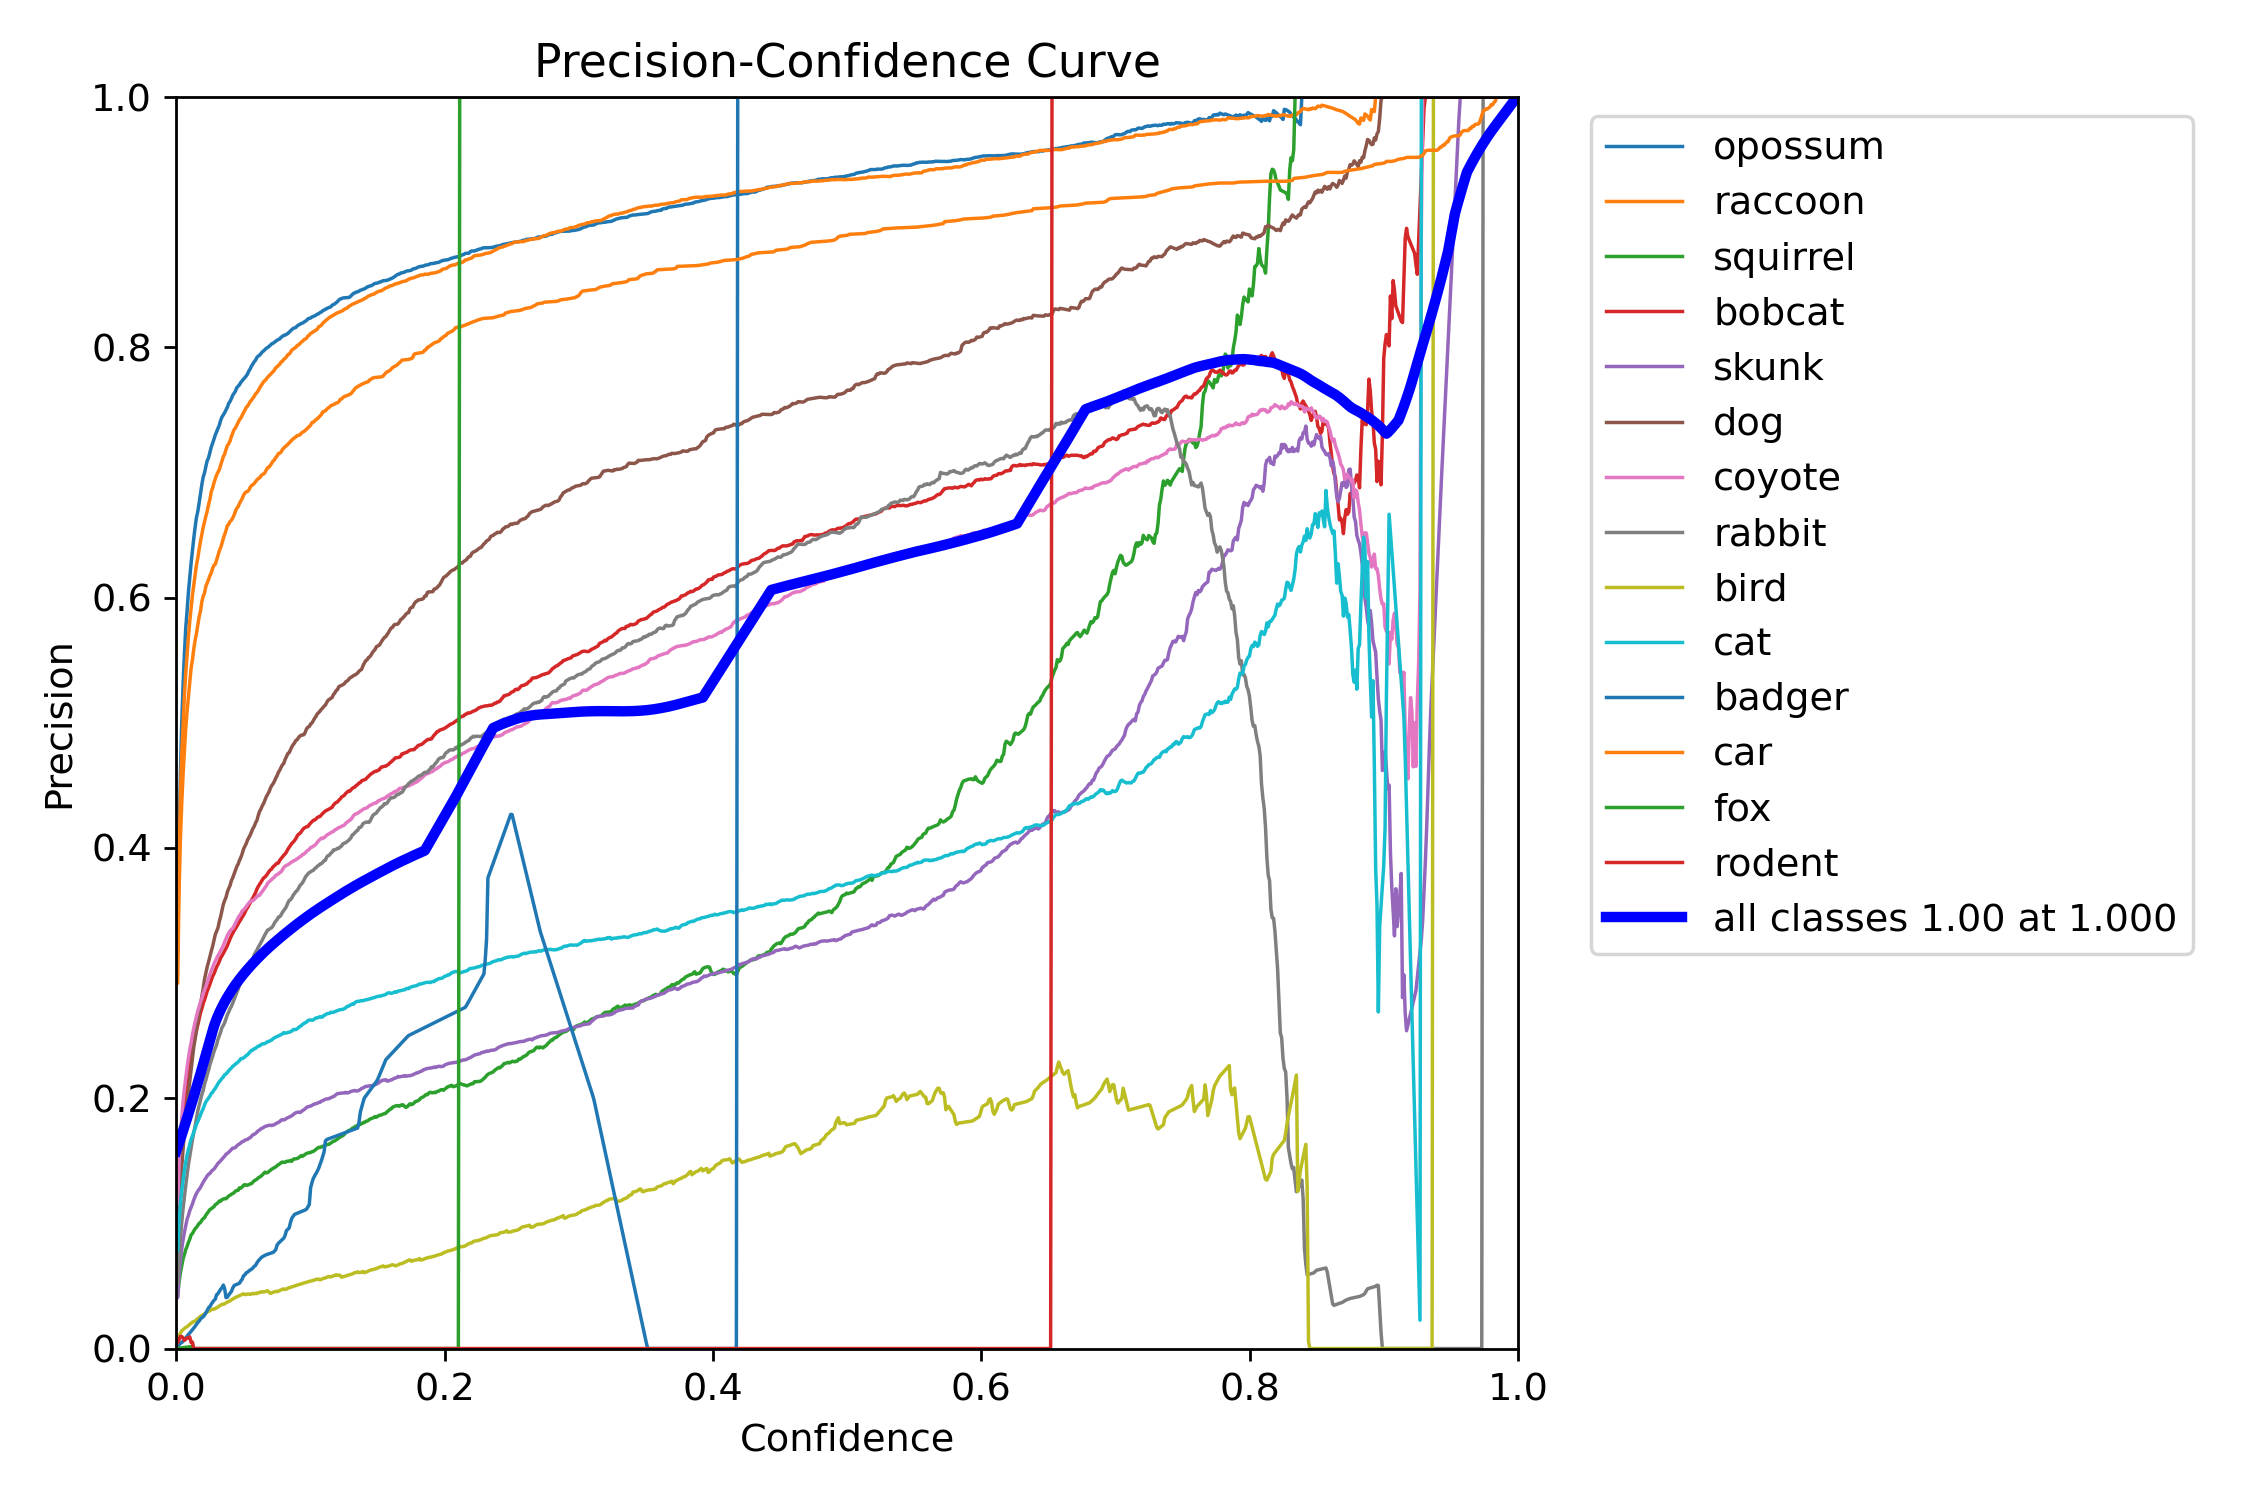 Precision-Confidence Curve
1.0
0.8
0.6
0.4
0.2
0.0
Precision
0.0 0.2 0.4 0.6 0.8 1.0
Confidence
opossum
raccoon
squirrel
bobcat
skunk
dog
coyote
rabbit
bird
cat
badger
car
fox
rodent
all classes 1.00 at 1.000